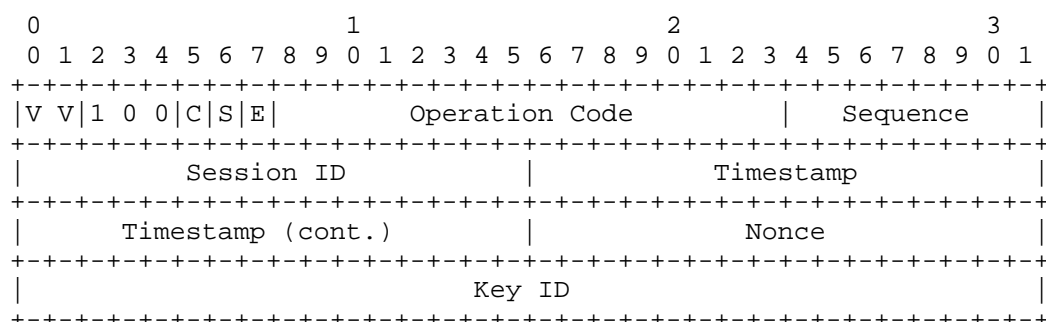 0                   1                   2                   3
 0 1 2 3 4 5 6 7 8 9 0 1 2 3 4 5 6 7 8 9 0 1 2 3 4 5 6 7 8 9 0 1
+-+-+-+-+-+-+-+-+-+-+-+-+-+-+-+-+-+-+-+-+-+-+-+-+-+-+-+-+-+-+-+-+
|V V|1 0 0|C|S|E|        Operation Code         |   Sequence    |
+-+-+-+-+-+-+-+-+-+-+-+-+-+-+-+-+-+-+-+-+-+-+-+-+-+-+-+-+-+-+-+-+
|          Session ID           |           Timestamp           |
+-+-+-+-+-+-+-+-+-+-+-+-+-+-+-+-+-+-+-+-+-+-+-+-+-+-+-+-+-+-+-+-+
|      Timestamp (cont.)        |             Nonce             |
+-+-+-+-+-+-+-+-+-+-+-+-+-+-+-+-+-+-+-+-+-+-+-+-+-+-+-+-+-+-+-+-+
|                            Key ID                             |
+-+-+-+-+-+-+-+-+-+-+-+-+-+-+-+-+-+-+-+-+-+-+-+-+-+-+-+-+-+-+-+-+